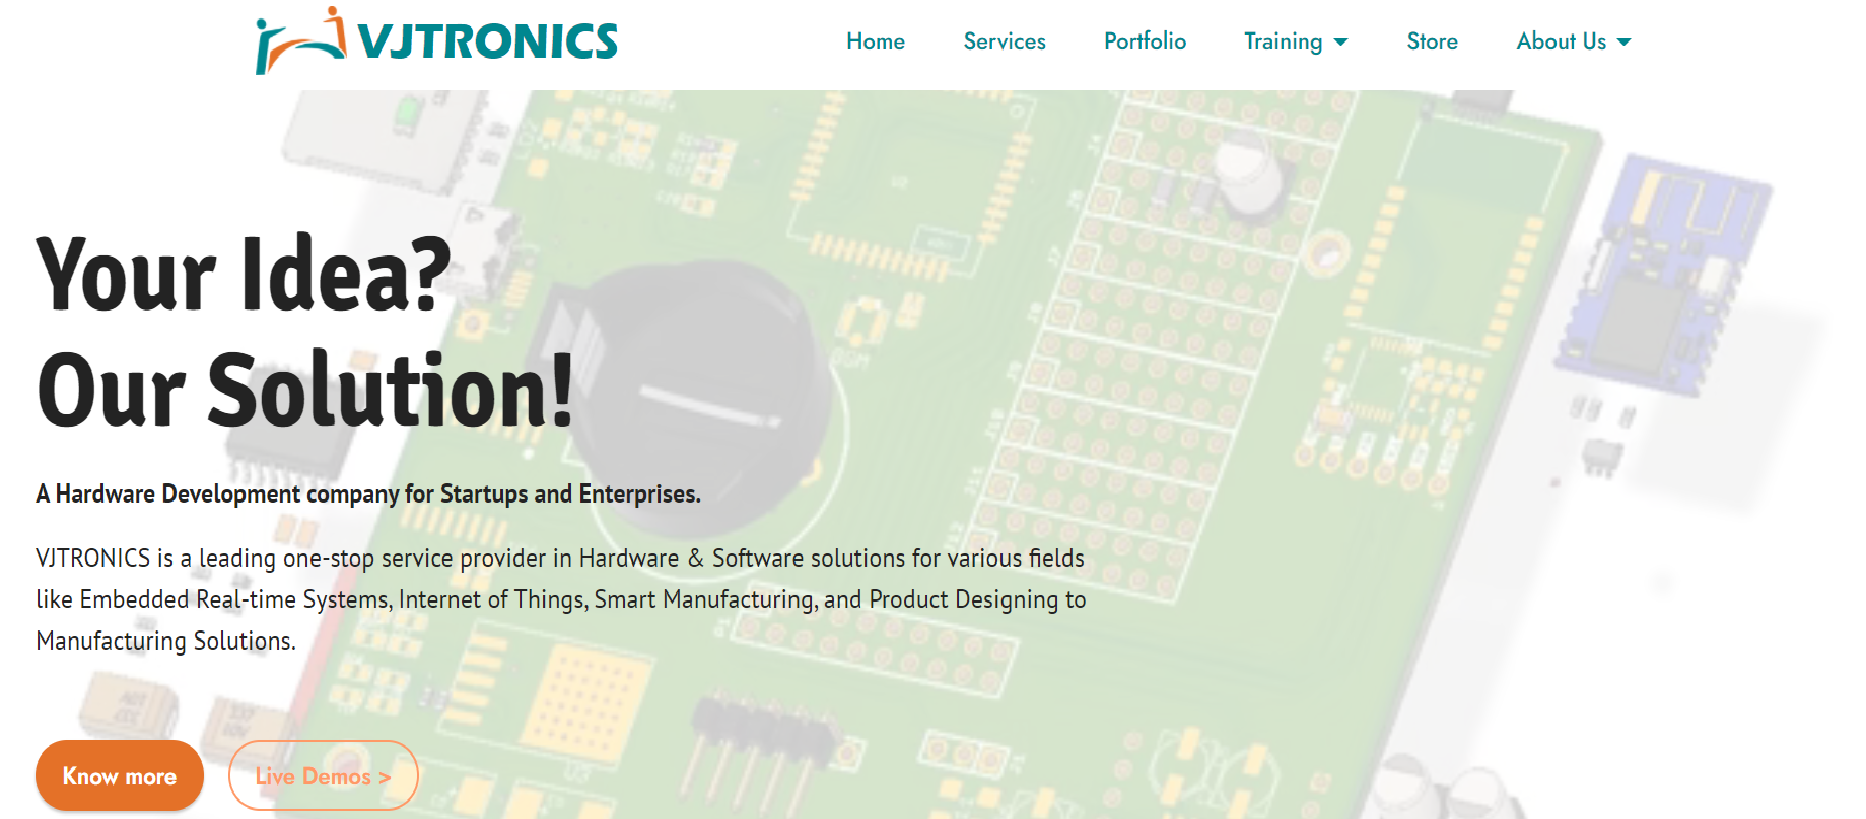 VJTRONICS
Home Services Portfolio Training Store About Us
Your Idea?
Our Solution!
A Hardware Development company for Startups and Enterprises.
VJTRONICS is a leading one-stop service provider in Hardware & Software solutions for various fields
like Embedded Real-time Systems, Internet of Things, Smart Manufacturing, and Product Designing to
Manufacturing Solutions.
Know more
Live Demos >